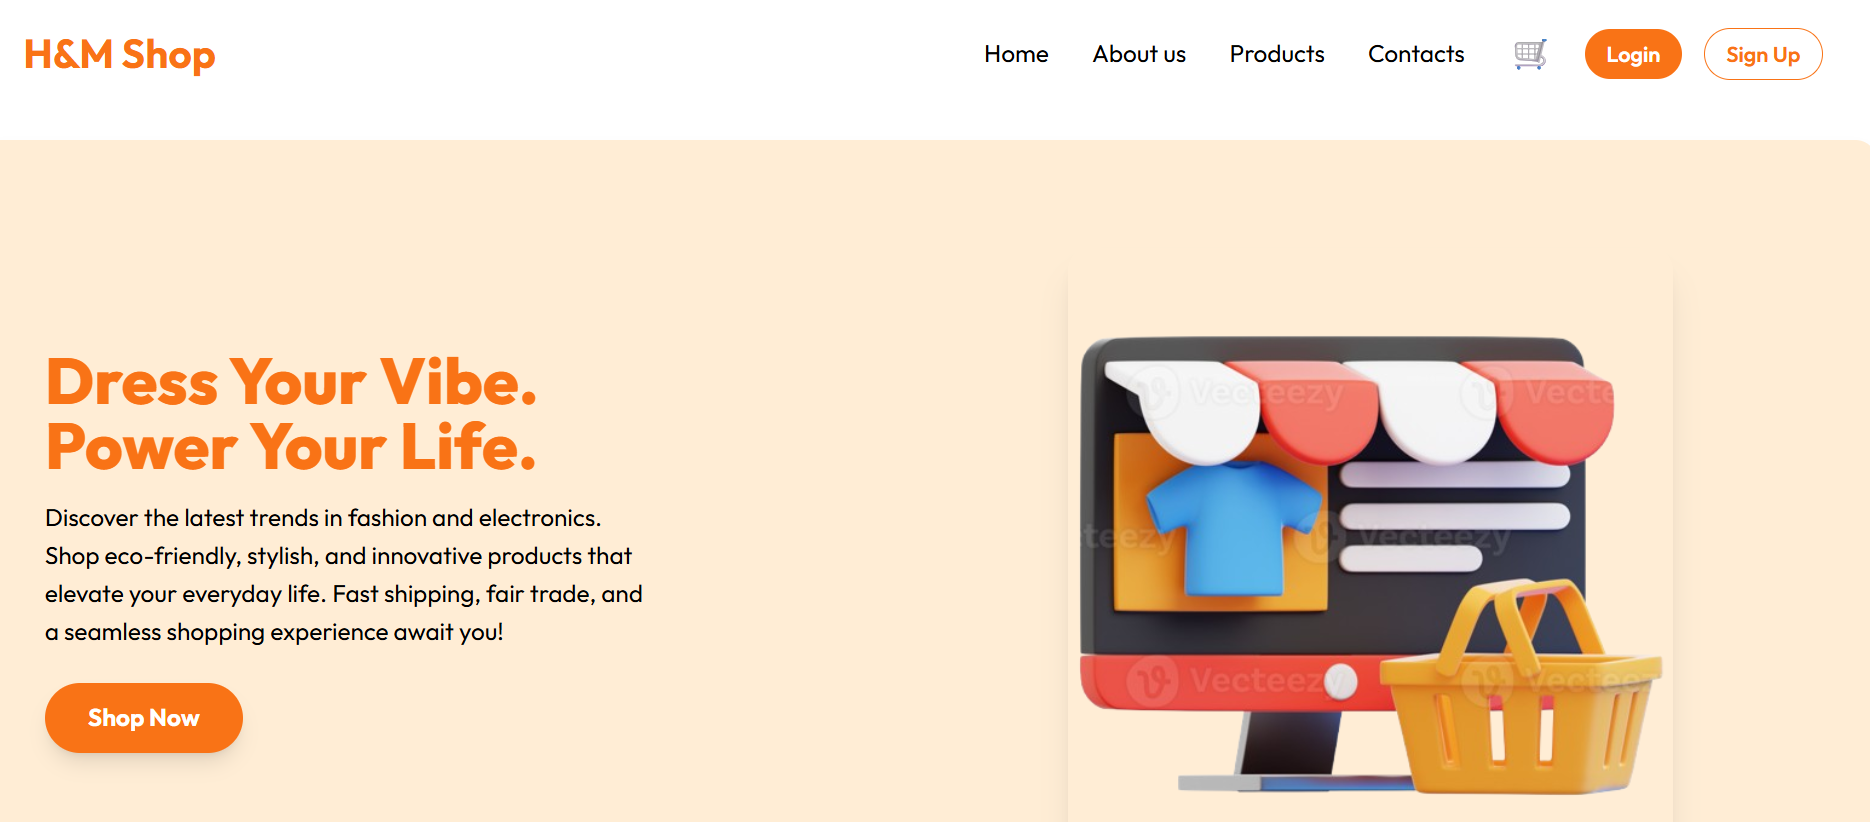 H&M Shop
Home About us Products Contacts Login Sign Up
Dress Your Vibe.
Power Your Life.
Discover the latest trends in fashion and electronics.
Shop eco-friendly, stylish, and innovative products that
elevate your everyday life. Fast shipping, fair trade, and
a seamless shopping experience await you!
Shop Now
Vecteezy Vecte
teezy Vecteezy
Vecteezy Vecteezy